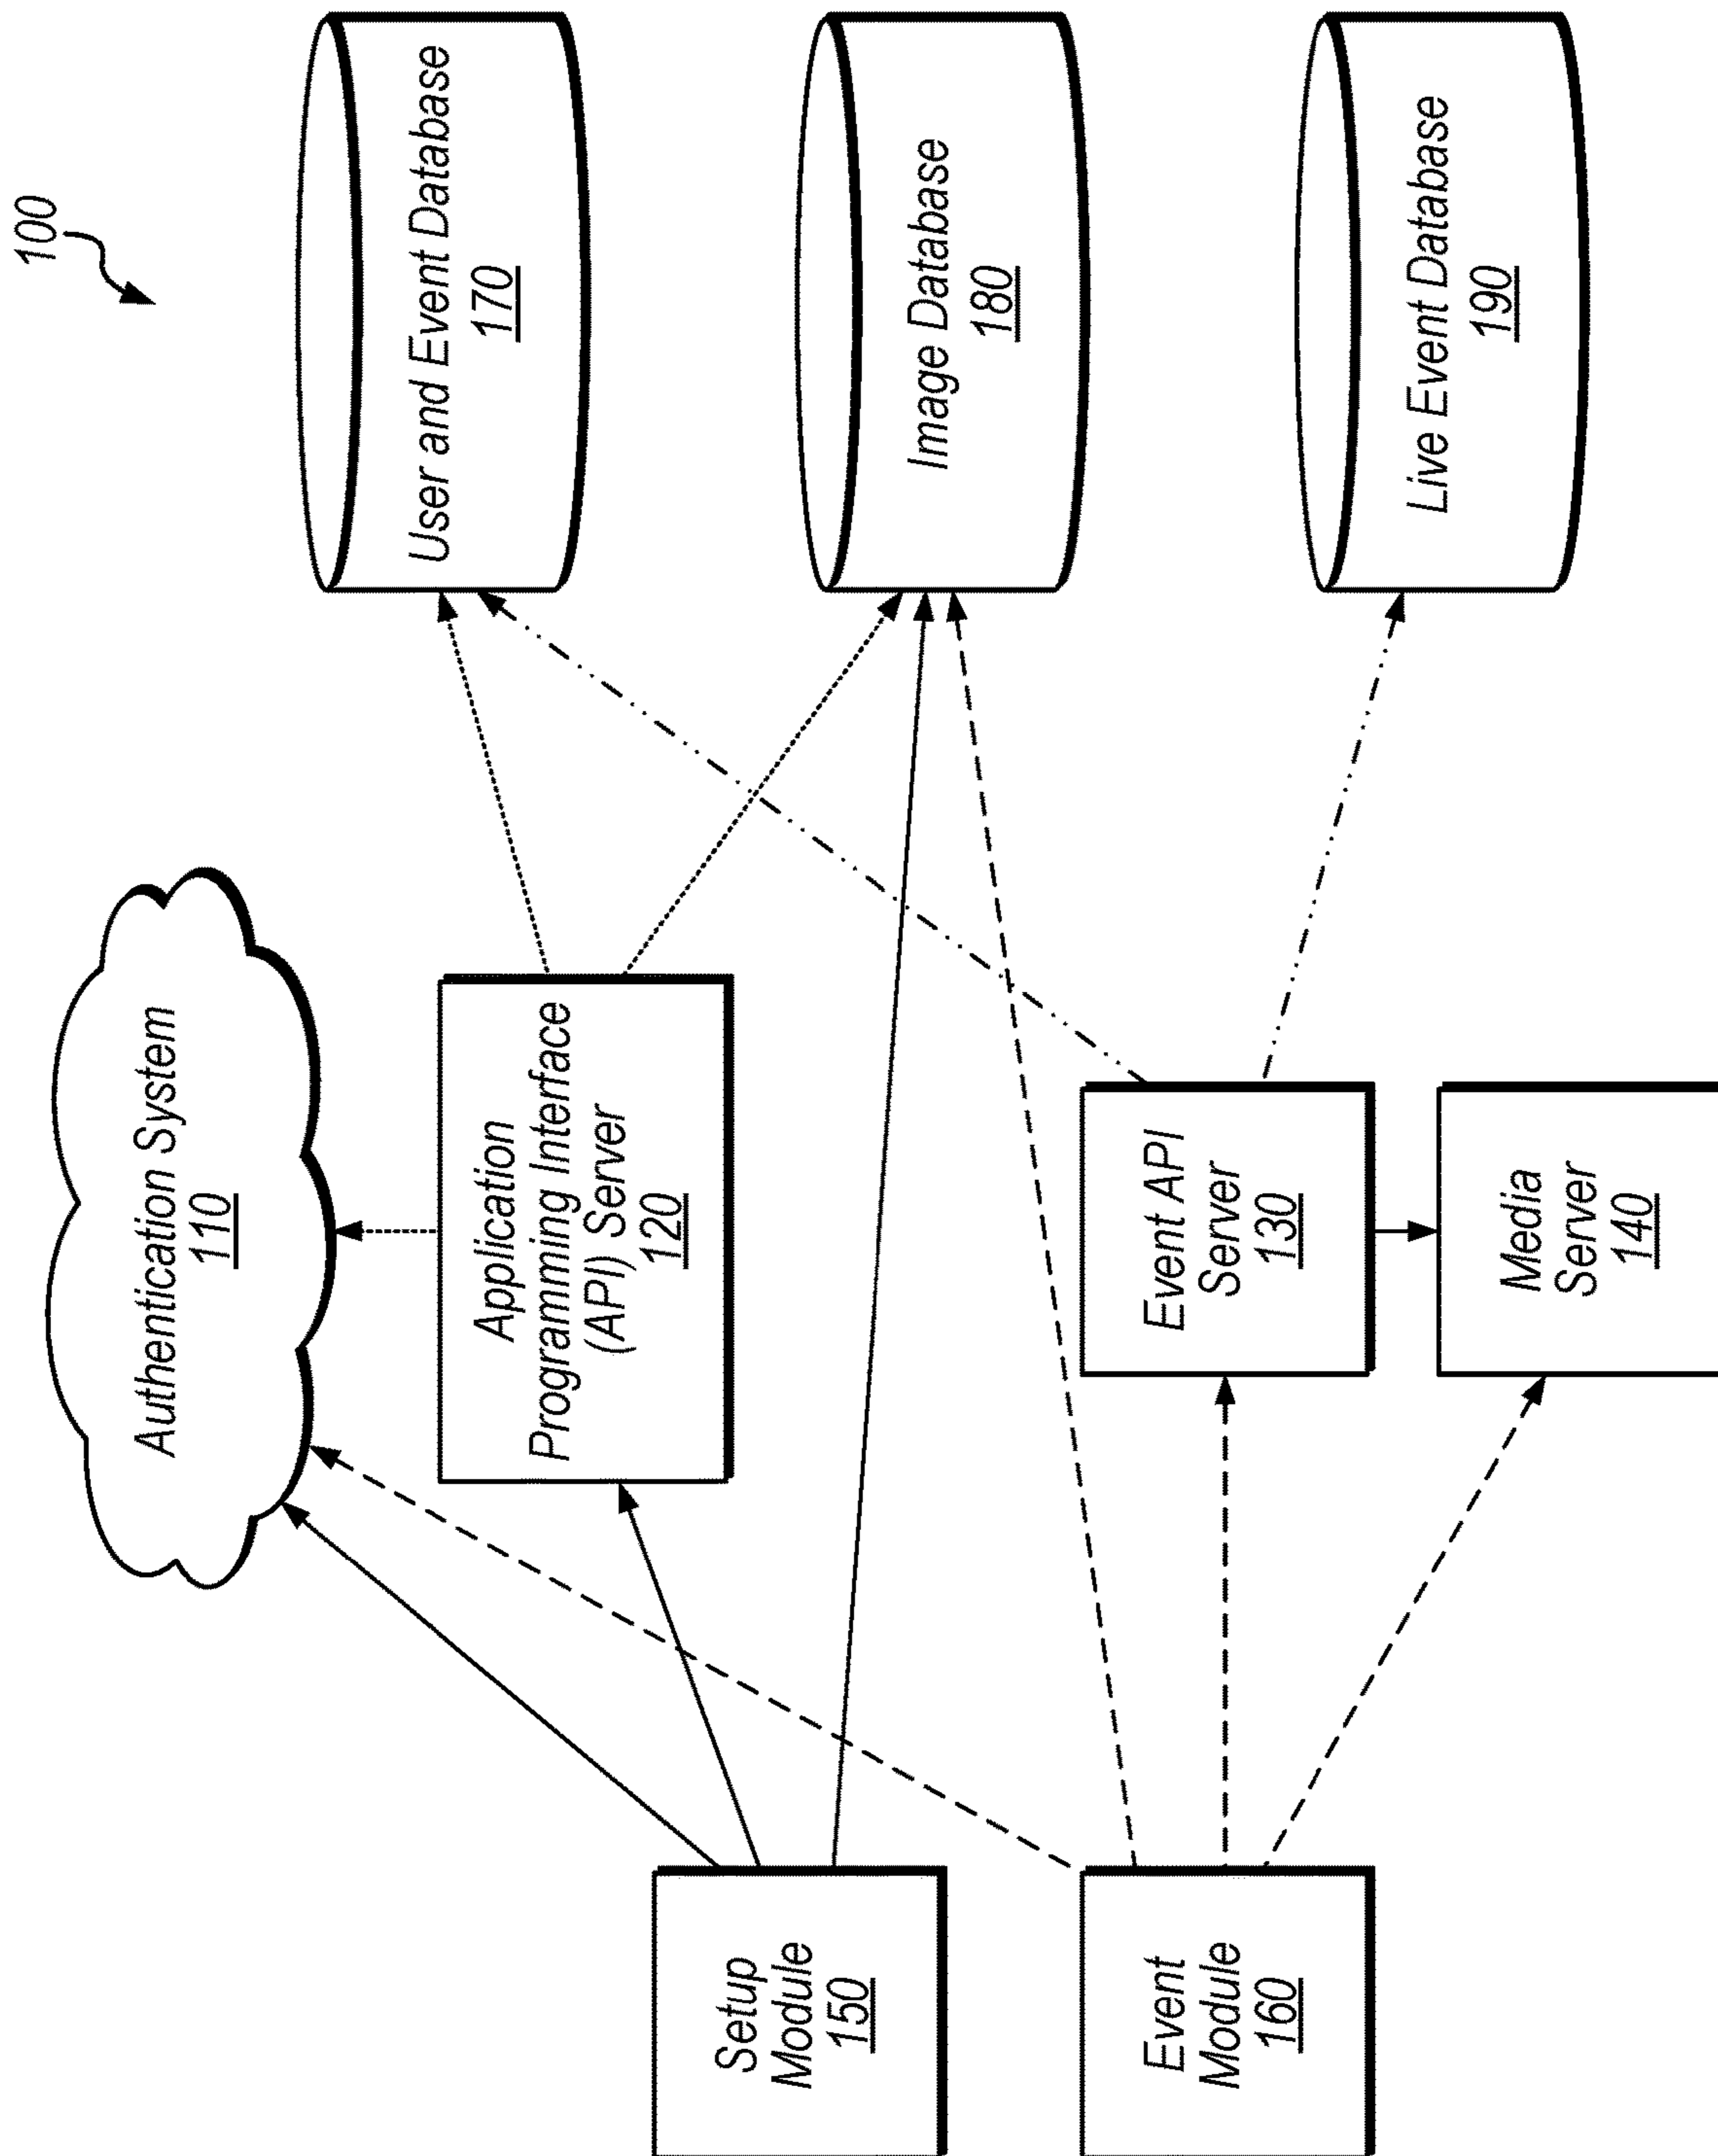 100
Authentication System
110
User and Event Database
170
Application
Programming Interface
(API) Server
120
Image Database
180
Setup
Module
150
Event API
Server
130
Live Event Database
190
Event
Module
160
Media
Server
140